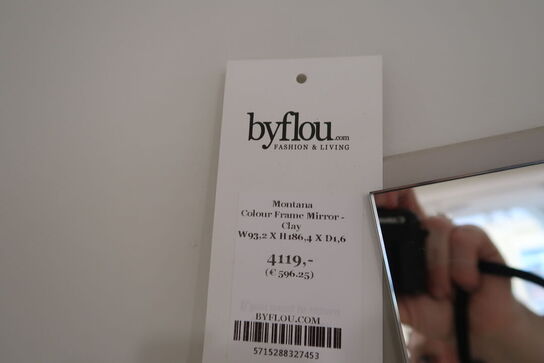 byflou.com
FASHION & LIVING
Montana
Colour Frame Mirror -
Clay
W93,2 X H186,4 X D1,6
4119,-
(€ 596.25)
BYFLOU.COM
5715288327453